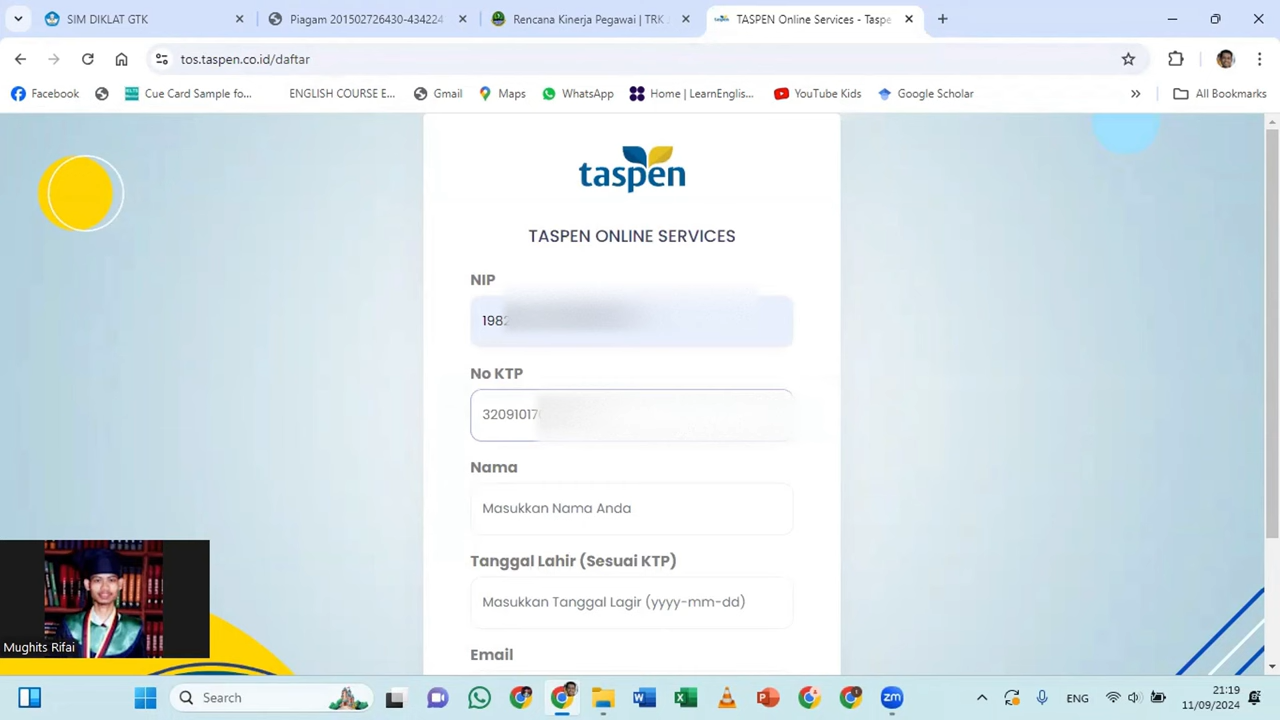 SIM DIKLAT GTK
Piagam 201502726430-434224
Rencana Kinerja Pegawai | TRK
TASPEN Online Services - Taspe
tos.taspen.co.id/daftar
Facebook
Cue Card Sample fo...
ENGLISH COURSE E...
Gmail
Maps
WhatsApp
Home | LearnEnglis...
YouTube Kids
Google Scholar
All Bookmarks
taspen
TASPEN ONLINE SERVICES
NIP
1982
No KTP
32091017
Nama
Masukkan Nama Anda
Tanggal Lahir (Sesuai KTP)
Masukkan Tanggal Lagir (yyyy-mm-dd)
Email
Mughits Rifai
Search
ENG
21:19
11/09/2024